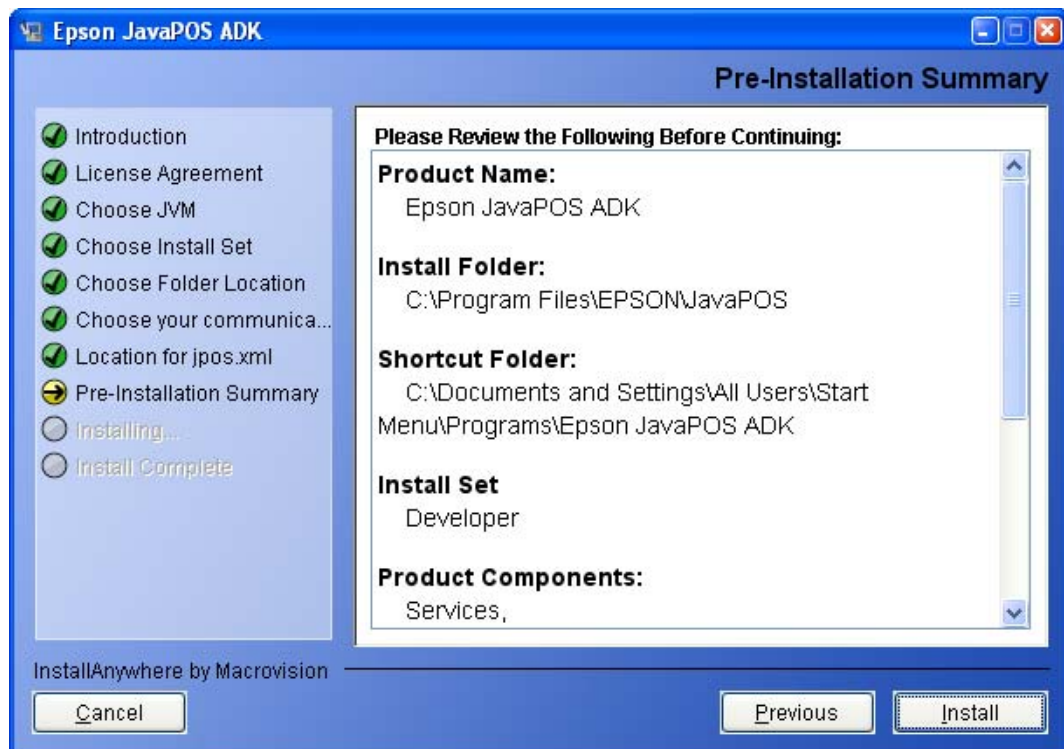 Epson JavaPOS ADK
Pre-Installation Summary
Introduction
License Agreement
Choose JVM
Choose Install Set
Choose Folder Location
Choose your communica...
Location for jpos.xml
Pre-Installation Summary
Installing...
Install Complete
Please Review the Following Before Continuing:
Product Name:
Epson JavaPOS ADK
Install Folder:
C:\Program Files\EPSON\JavaPOS
Shortcut Folder:
C:\Documents and Settings\All Users\Start
Menu\Programs\Epson JavaPOS ADK
Install Set
Developer
Product Components:
Services,
InstallAnywhere by Macrovision
Cancel
Previous
Install